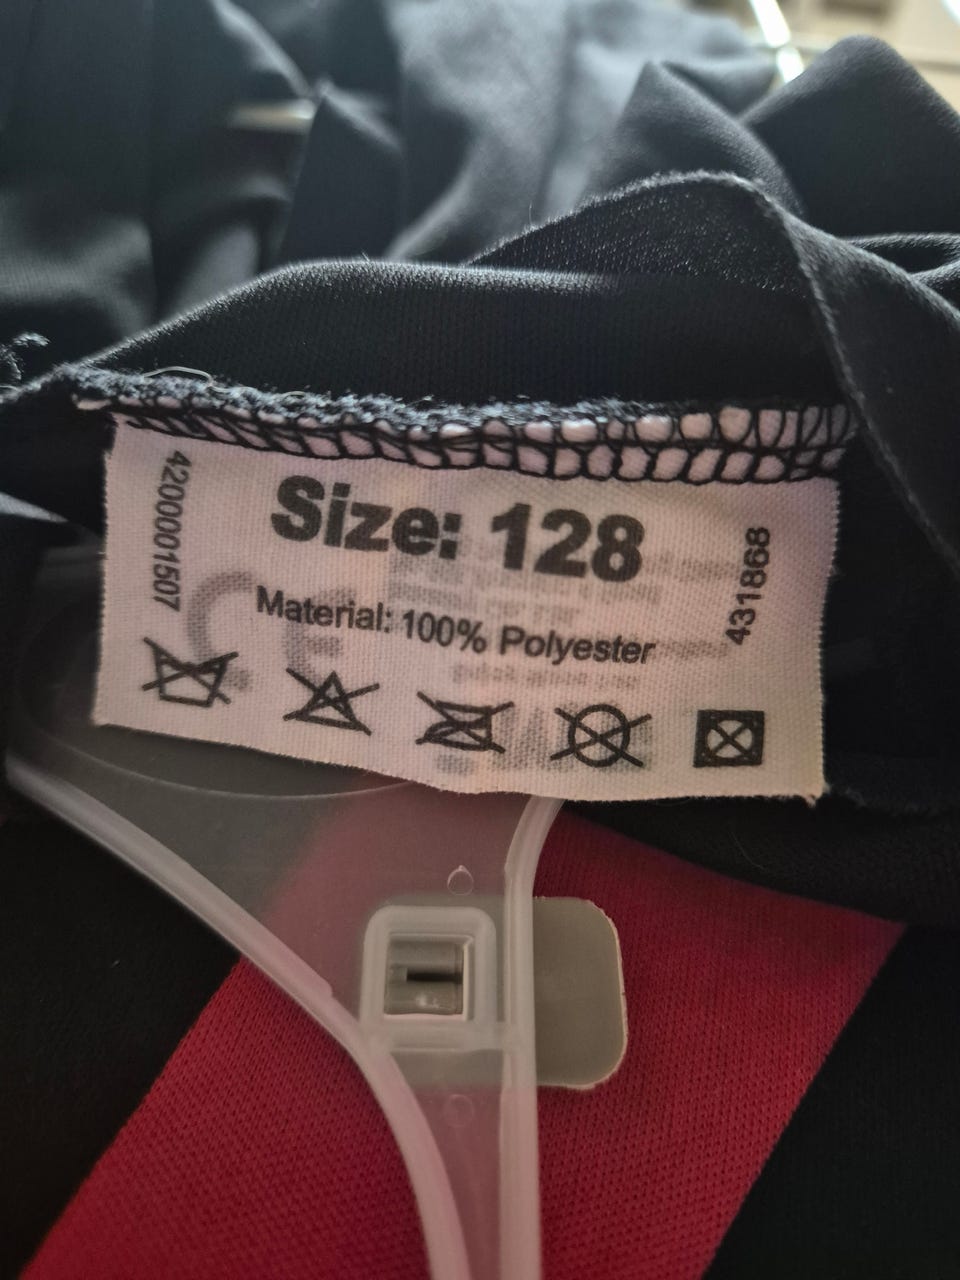 4200001507
Size: 128
431868
Material: 100% Polyester